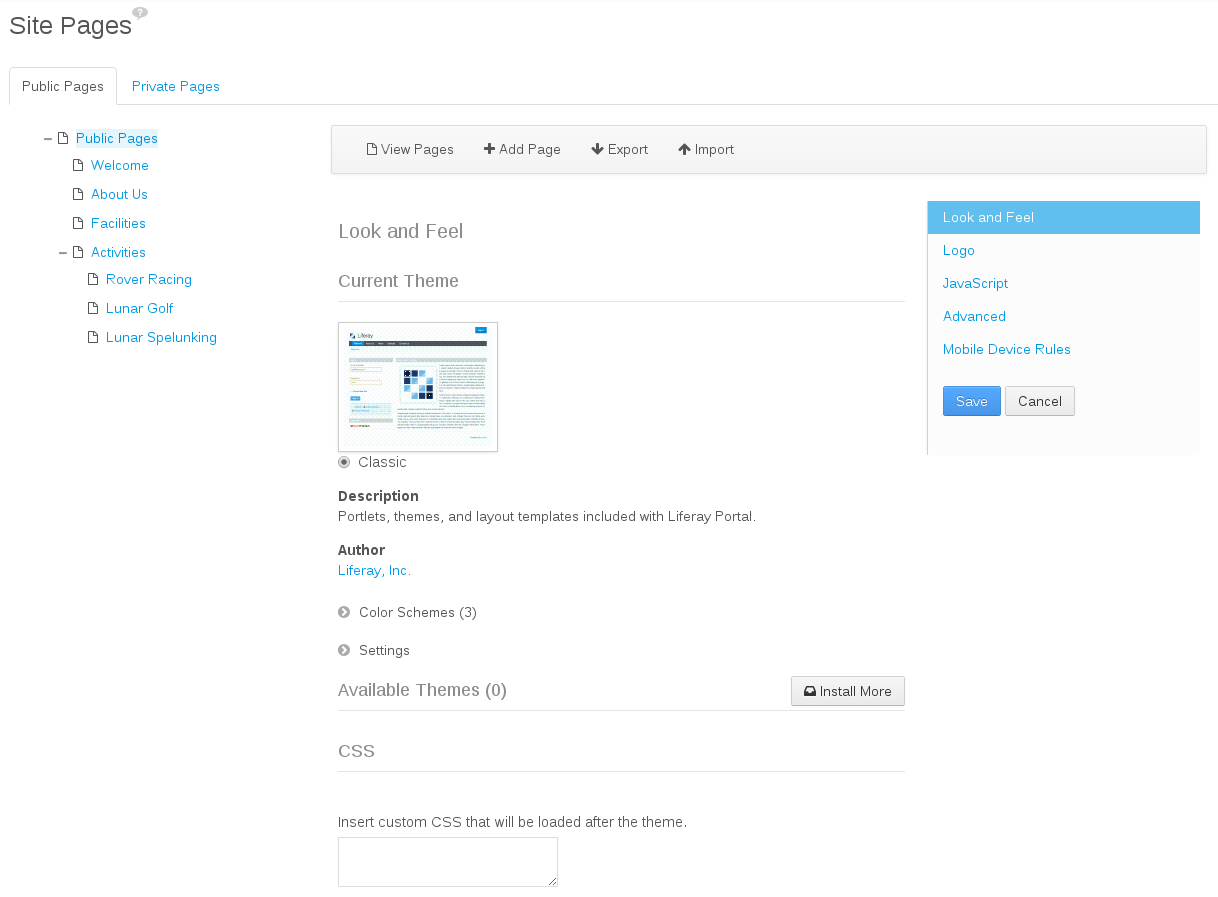 Site Pages
?
Public Pages
Private Pages
Public Pages
Welcome
About Us
Facilities
Activities
Rover Racing
Lunar Golf
Lunar Spelunking
View Pages
Add Page
Export
Import
Look and Feel
Current Theme
Liferay
Classic
Description
Portlets, themes, and layout templates included with Liferay Portal.
Author
Liferay, Inc.
Color Schemes (3)
Settings
Available Themes (0)
Install More
CSS
Insert custom CSS that will be loaded after the theme.
Look and Feel
Logo
JavaScript
Advanced
Mobile Device Rules
Save
Cancel